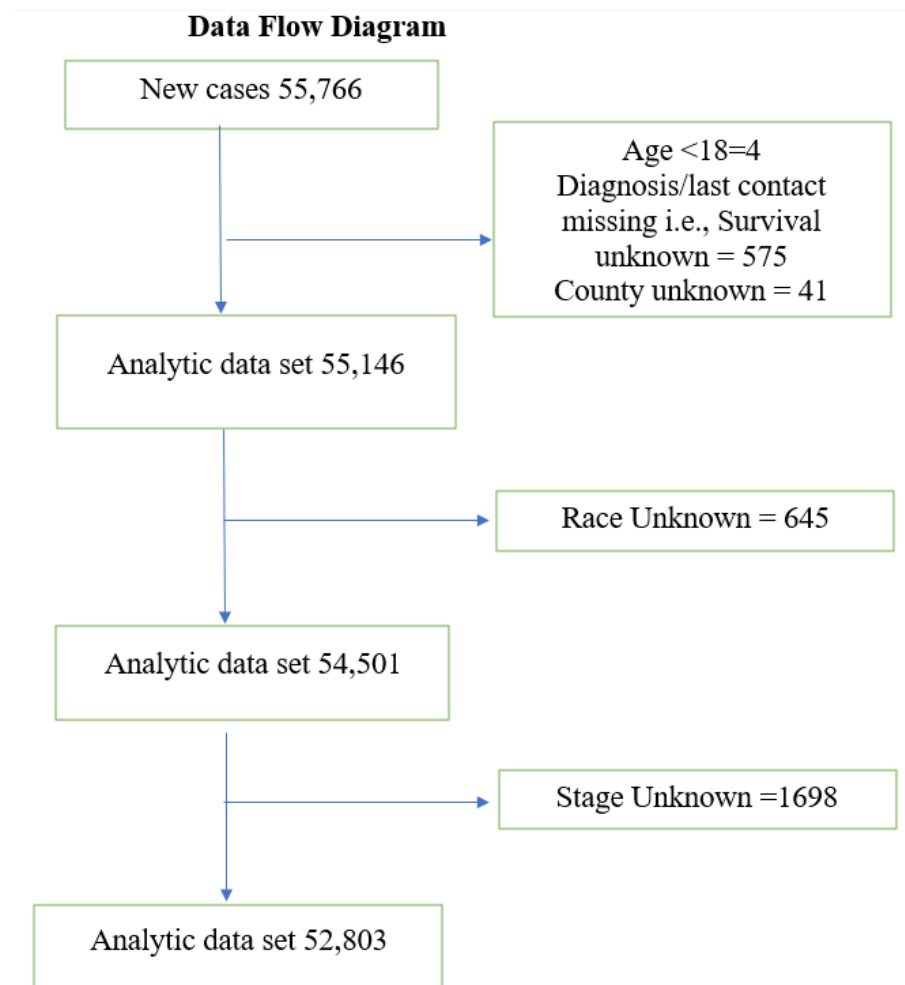 Data Flow Diagram
New cases 55,766
Age <18=4
Diagnosis/last contact
missing i.e., Survival
unknown = 575
County unknown = 41
Analytic data set 55,146
Race Unknown = 645
Analytic data set 54,501
Stage Unknown =1698
Analytic data set 52,803